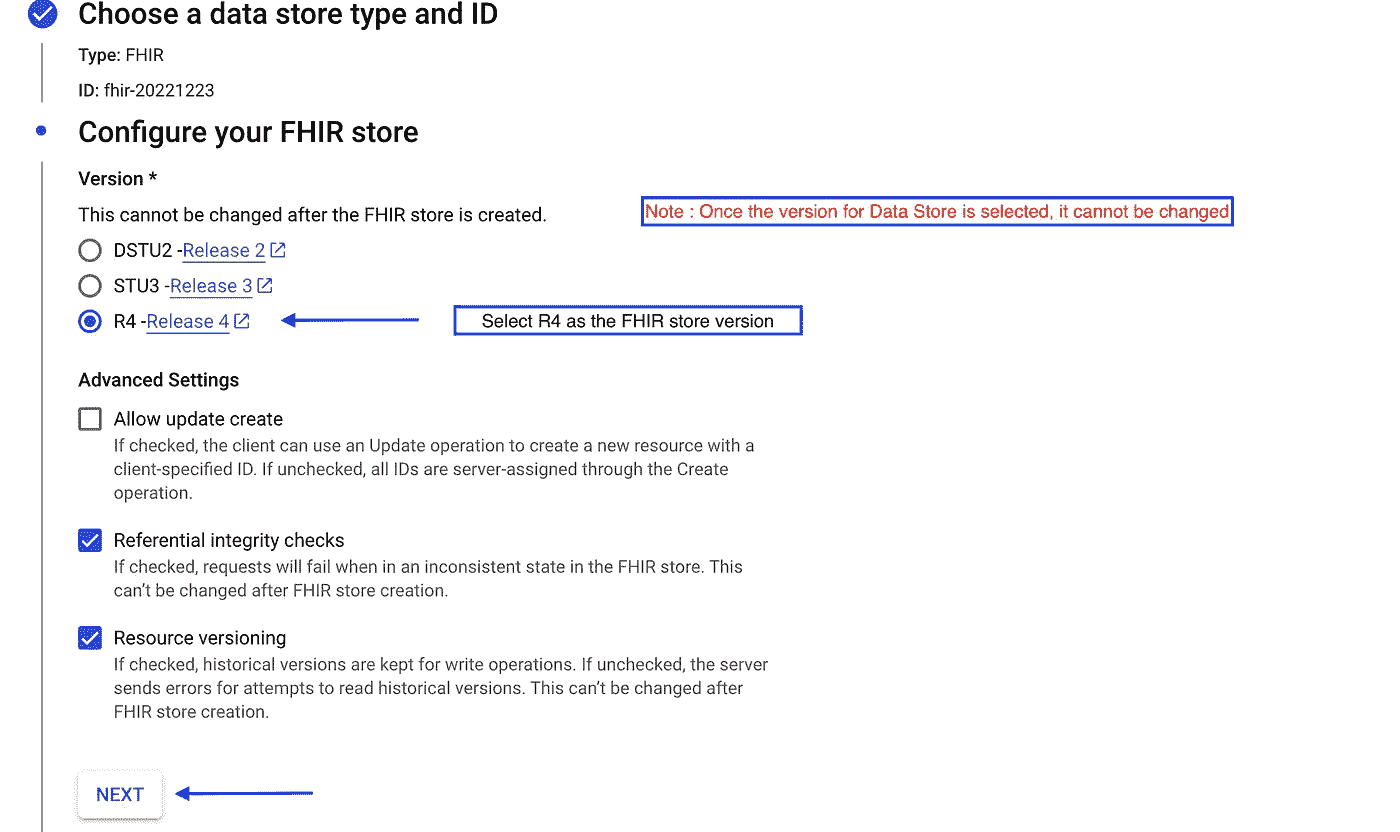 Choose a data store type and ID
Type: FHIR
ID: fhir-20221223
Configure your FHIR store
Version *
This cannot be changed after the FHIR store is created.
Note : Once the version for Data Store is selected, it cannot be changed
DSTU2 -Release 2
STU3 -Release 3
R4 -Release 4
Select R4 as the FHIR store version
Advanced Settings
Allow update create
If checked, the client can use an Update operation to create a new resource with a
client-specified ID. If unchecked, all IDs are server-assigned through the Create
operation.
Referential integrity checks
If checked, requests will fail when in an inconsistent state in the FHIR store. This
can't be changed after FHIR store creation.
Resource versioning
If checked, historical versions are kept for write operations. If unchecked, the server
sends errors for attempts to read historical versions. This can't be changed after
FHIR store creation.
NEXT